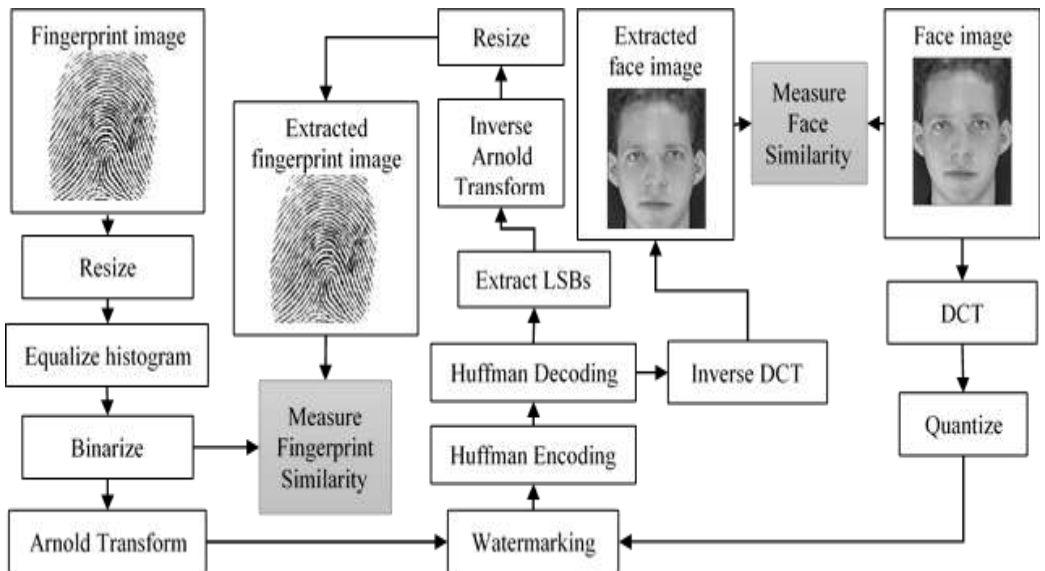 Fingerprint image
Resize
Equalize histogram
Binarize
Arnold Transform
Extracted
fingerprint image
Measure
Fingerprint
Similarity
Resize
Inverse
Arnold
Transform
Extract LSBs
Huffman Decoding
Huffman Encoding
Watermarking
Extracted
face image
Inverse DCT
Measure
Face
Similarity
Face image
DCT
Quantize